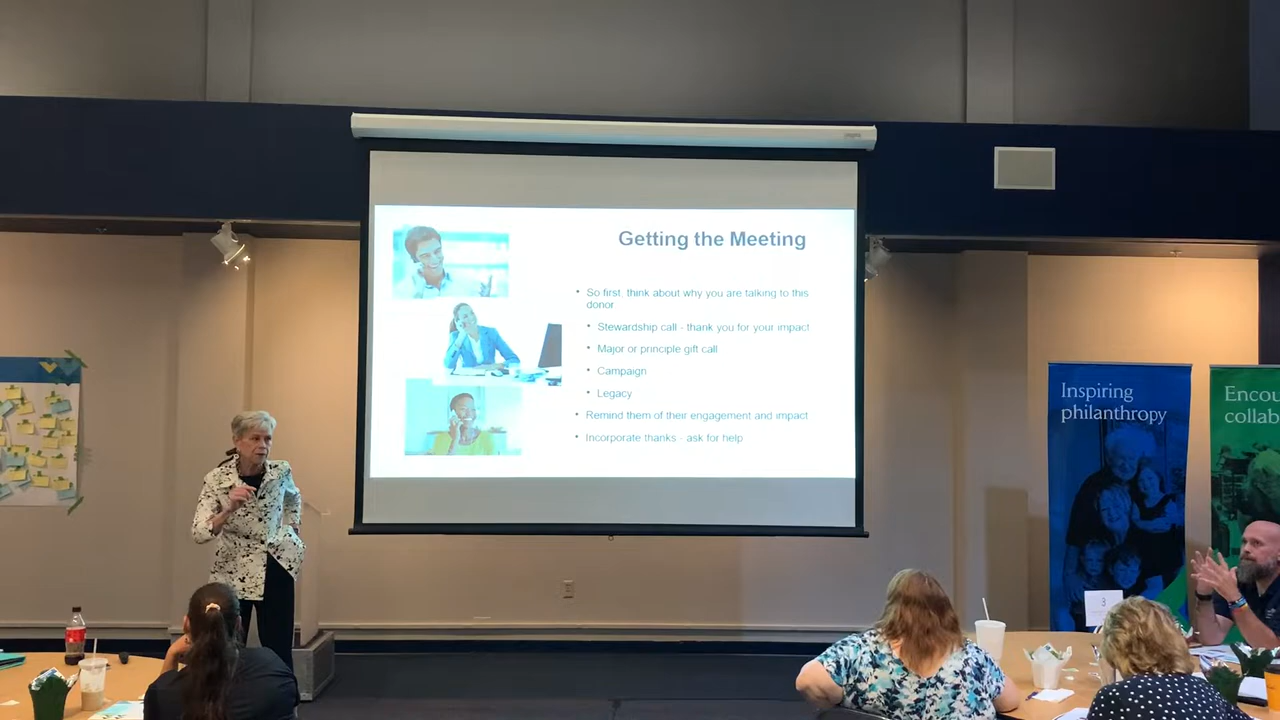 Getting the Meeting
• So first, think about why you are talking to this
donor
• Stewardship call - thank you for your impact
• Major or principle gift call
• Campaign
• Legacy
• Remind them of their engagement and impact
• Incorporate thanks - ask for help
Inspiring
philanthropy
Encou
collab
3